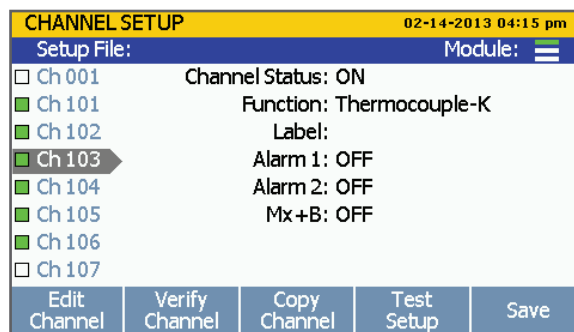 CHANNEL SETUP 02-14-2013 04:15 pm
Setup File: Module:
Ch 001 Channel Status: ON
Ch 101 Function: Thermocouple-K
Ch 102 Label:
Ch 103 Alarm 1: OFF
Ch 104 Alarm 2: OFF
Ch 105 Mx+B: OFF
Ch 106
Ch 107
Edit Channel Verify Channel Copy Channel Test Setup Save